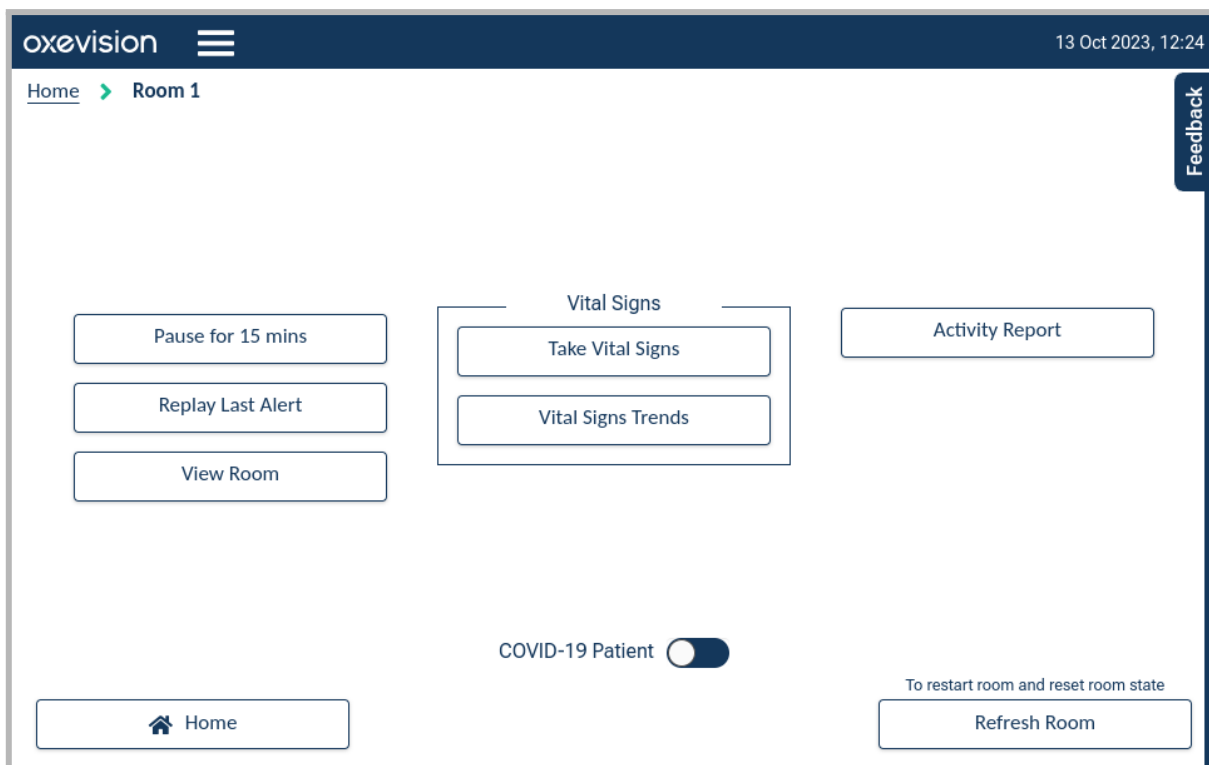 oxevision
13 Oct 2023, 12:24
Home
Room 1
Feedback
Pause for 15 mins
Replay Last Alert
View Room
Vital Signs
Take Vital Signs
Vital Signs Trends
Activity Report
COVID-19 Patient
Home
To restart room and reset room state
Refresh Room